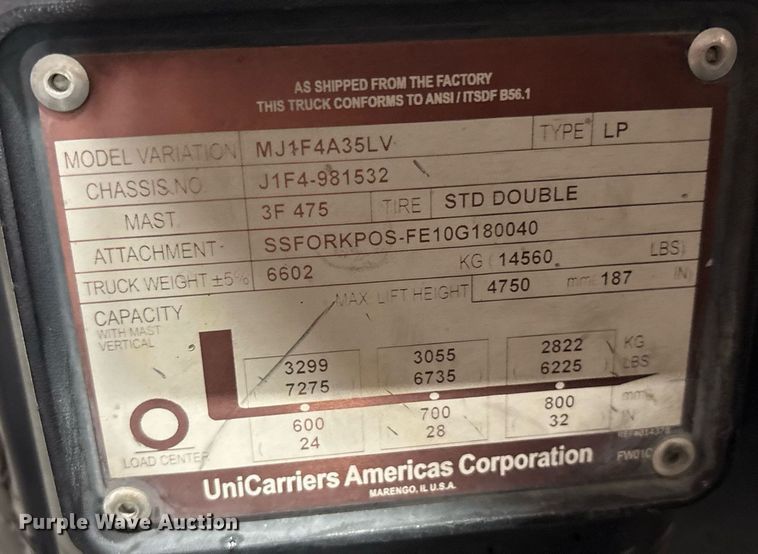 AS SHIPPED FROM THE FACTORY
THIS TRUCK CONFORMS TO ANSI / ITSDF B56.1
MODEL VARIATION MJ1F4A35LV TYPE LP
CHASSIS NO. J1F4-981532
MAST 3F 475 TIRE STD DOUBLE
ATTACHMENT SSFORKPOS-FE10G180040
TRUCK WEIGHT ±5% 6602 KG ( 14560 LBS)
MAX. LIFT HEIGHT 4750 mm( 187 IN)
CAPACITY
WITH MAST
VERTICAL
3299 3055 2822 KG
( 7275 ) ( 6735 ) ( 6225 ) LBS
600 700 800 mm
( 24 ) ( 28 ) ( 32 ) IN
LOAD CENTER
UniCarriers Americas Corporation
MARENGO, IL U.S.A.
Purple Wave Auction